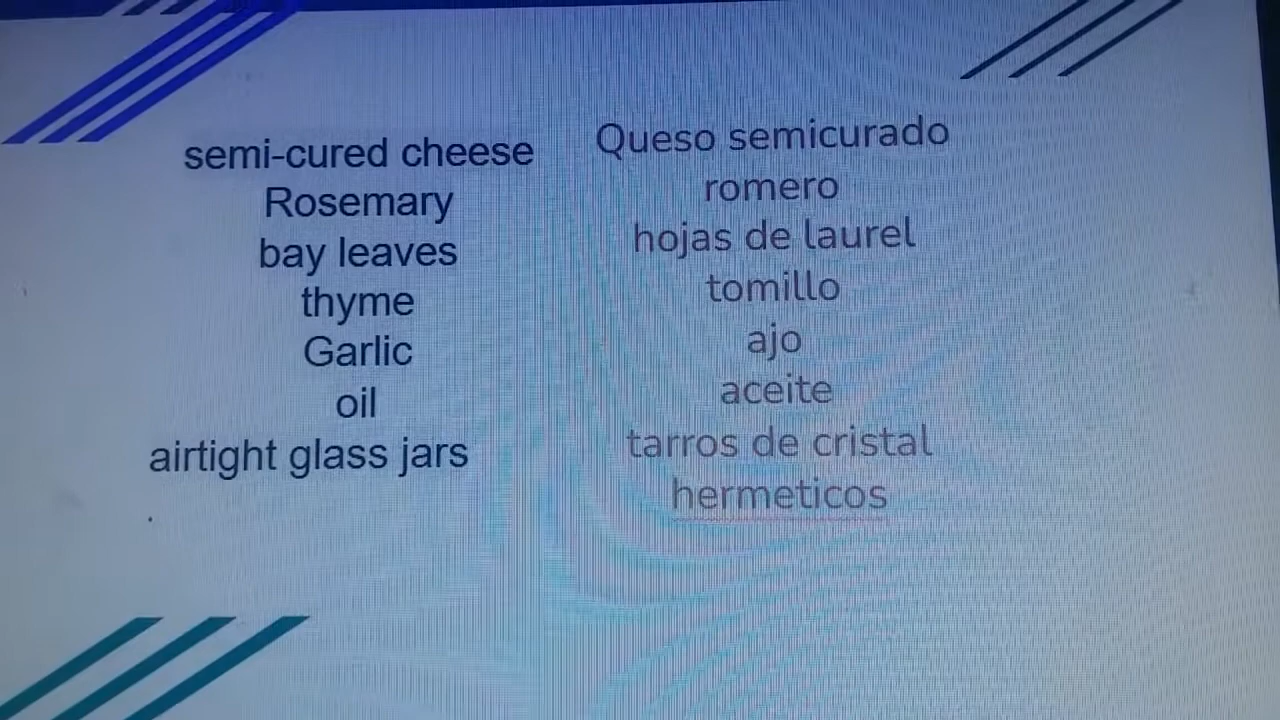 semi-cured cheese
Rosemary
bay leaves
thyme
Garlic
oil
airtight glass jars
.
Queso semicurado
romero
hojas de laurel
tomillo
ajo
aceite
tarros de cristal
hermeticos